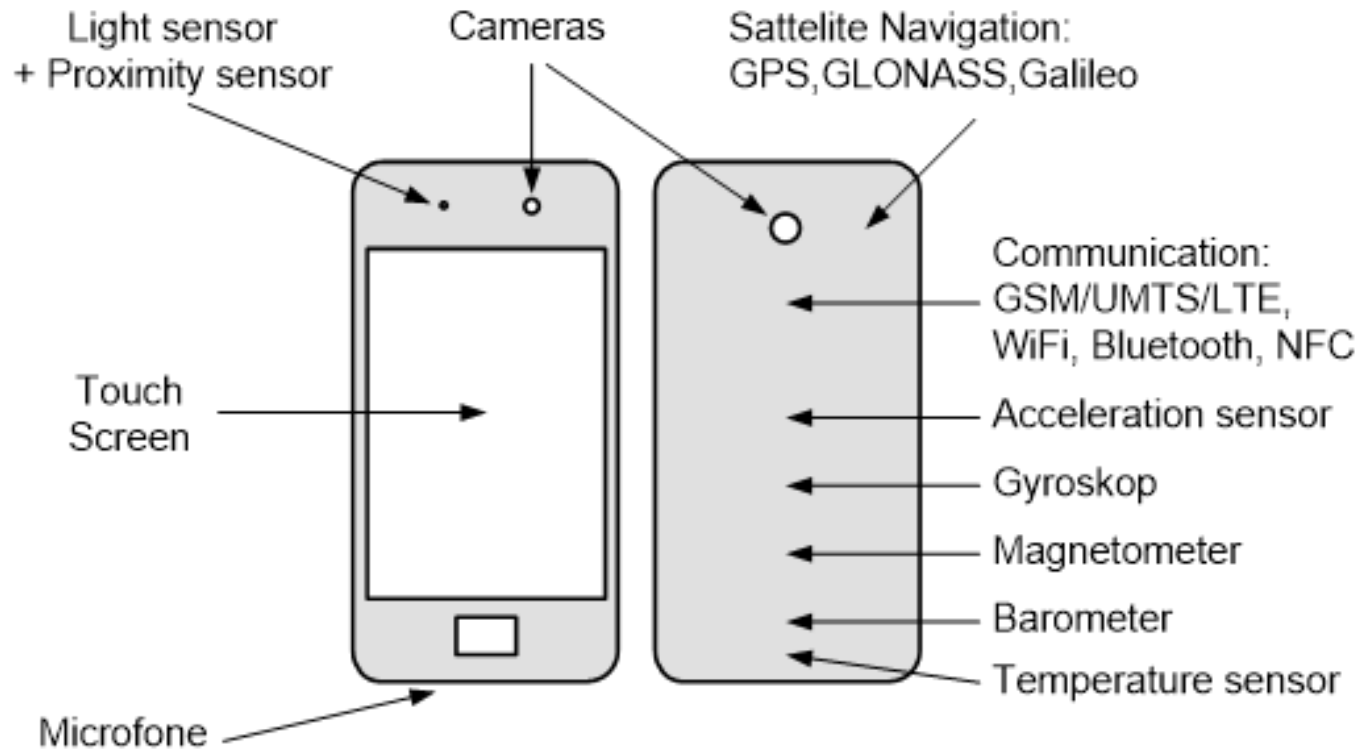 Light sensor
+ Proximity sensor
Cameras
Sattelite Navigation:
GPS,GLONASS,Galileo
Communication:
GSM/UMTS/LTE,
WiFi, Bluetooth, NFC
Touch
Screen
Acceleration sensor
Gyroskop
Magnetometer
Barometer
Temperature sensor
Microfone